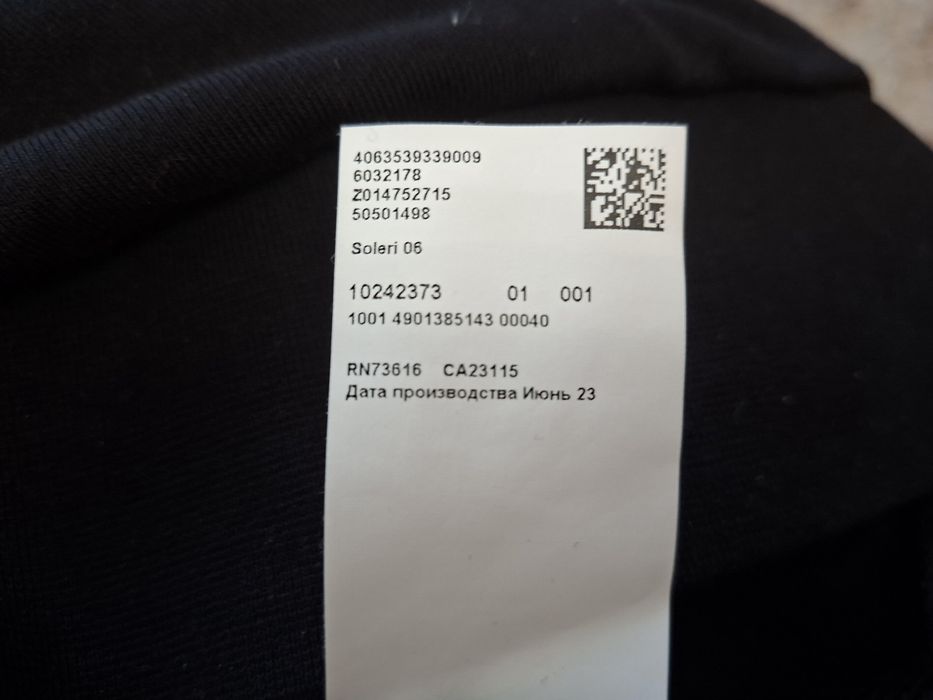 4063539339009
6032178
Z014752715
50501498
Soleri 06
10242373 01 001
1001 4901385143 00040
RN73616 CA23115
Дата производства Июнь 23